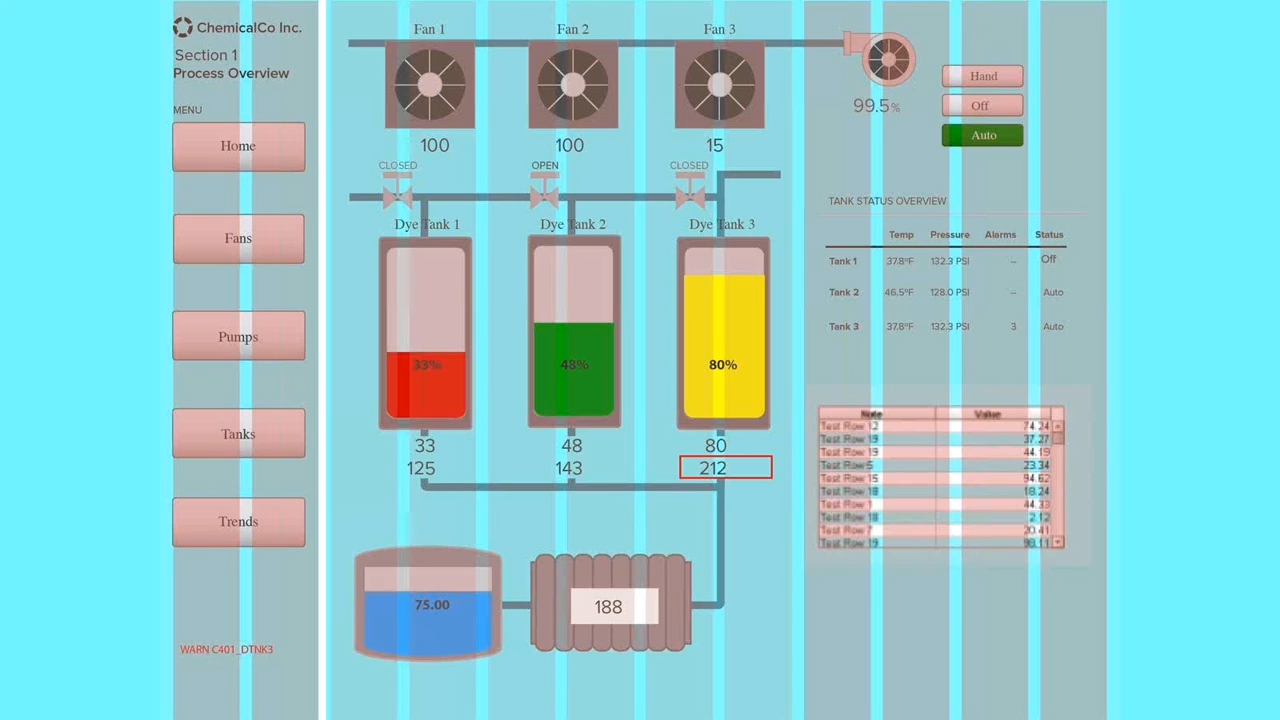 ChemicalCo Inc.
Section 1
Process Overview
MENU
Home
Fans
Pumps
Tanks
Trends
WARN C401_DTNK3
Fan 1 Fan 2 Fan 3
100 100 15
99.5%
Hand
Off
Auto
CLOSED OPEN CLOSED
Dye Tank 1 Dye Tank 2 Dye Tank 3
33% 48% 80%
33 48 80
125 143 212
75.00
188
TANK STATUS OVERVIEW
Temp Pressure Alarms Status
Tank 1 37.8°F 132.3 PSI -- Off
Tank 2 46.5°F 128.0 PSI -- Auto
Tank 3 37.8°F 132.3 PSI 3 Auto
Note Value
Test Row 12 74.24
Test Row 19 37.27
Test Row 19 44.19
Test Row 5 23.34
Test Row 15 94.62
Test Row 18 18.24
Test Row 1 44.33
Test Row 18 2.12
Test Row 7 20.41
Test Row 19 98.11